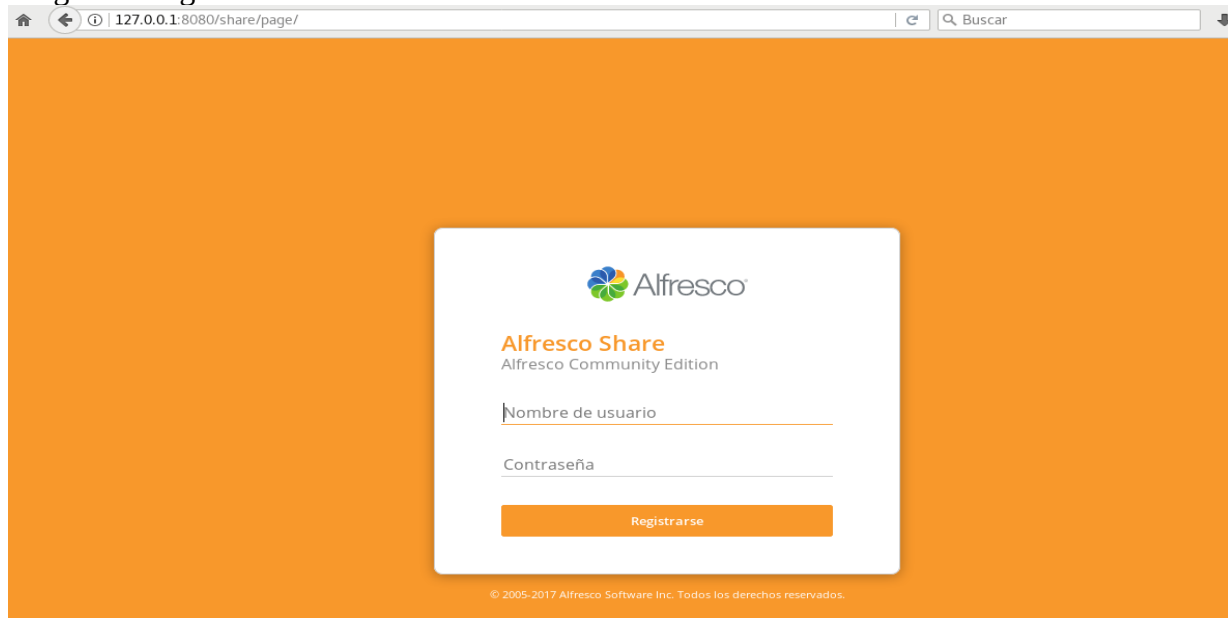 127.0.0.1:8080/share/page/
Buscar
Alfresco
Alfresco Share
Alfresco Community Edition
Nombre de usuario
Contraseña
Registrarse
© 2005-2017 Alfresco Software Inc. Todos los derechos reservados.